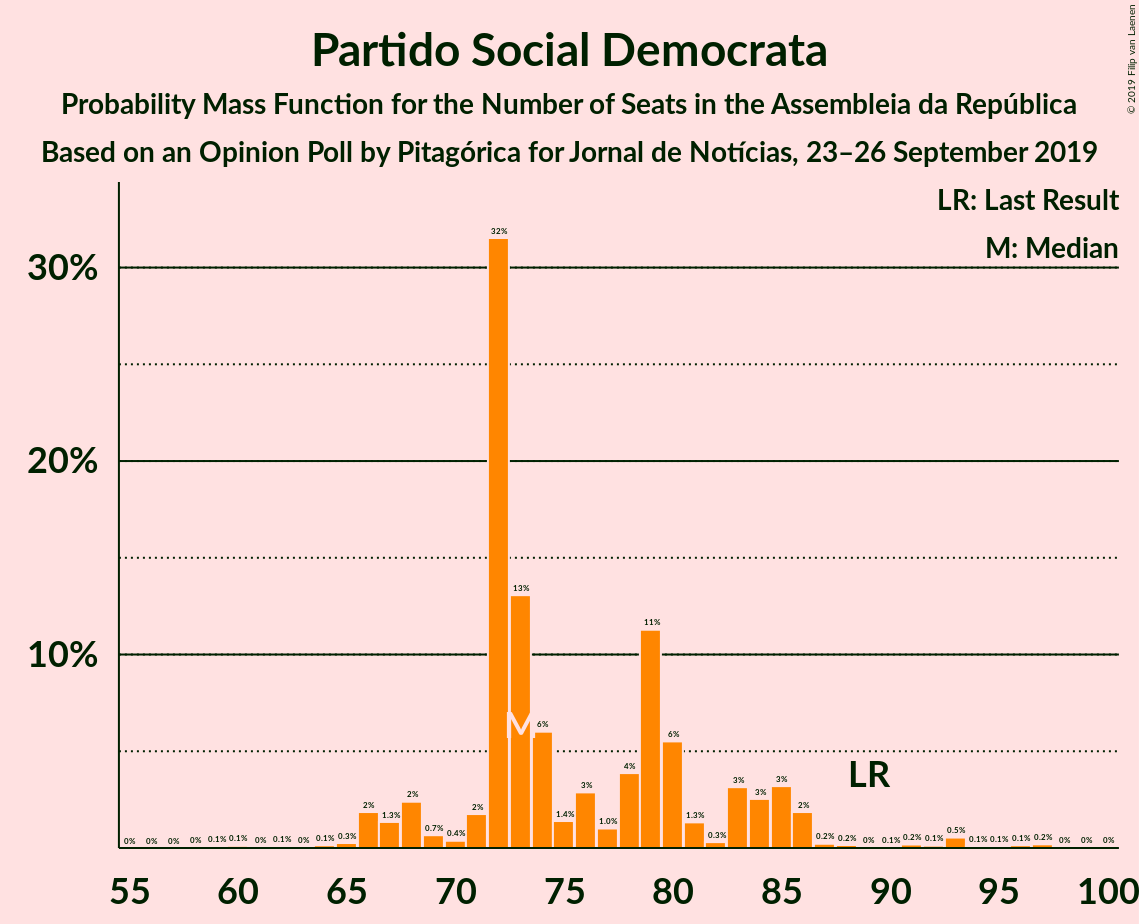 Partido Social Democrata
Probability Mass Function for the Number of Seats in the Assembleia da República
Based on an Opinion Poll by Pitagórica for Jornal de Notícias, 23–26 September 2019
© 2019 Filip van Laenen
LR: Last Result
M: Median
30%
20%
10%
0% 0% 0% 0% 0.1% 0.1% 0% 0.1% 0% 0.1% 0.3% 2% 1.3% 2% 0.7% 0.4% 2% 32% 13% 6% 1.4% 3% 1.0% 4% 11% 6% 1.3% 0.3% 3% 3% 3% 2% 0.2% 0.2% 0% 0.1% 0.2% 0.1% 0.5% 0.1% 0.1% 0.1% 0.2% 0% 0% 0%
M
LR
55 60 65 70 75 80 85 90 95 100